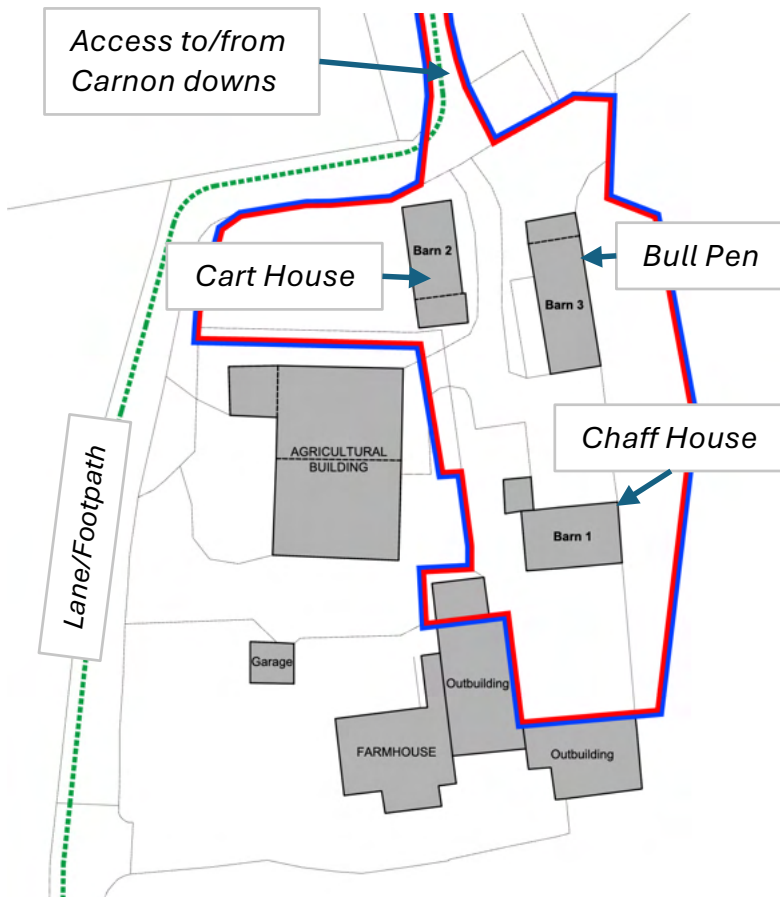 Access to/from
Carnon downs
Barn 2
Cart House
Bull Pen
Barn 3
Chaff House
AGRICULTURAL
BUILDING
Barn 1
Lane/Footpath
Garage
Outbuilding
FARMHOUSE
Outbuilding